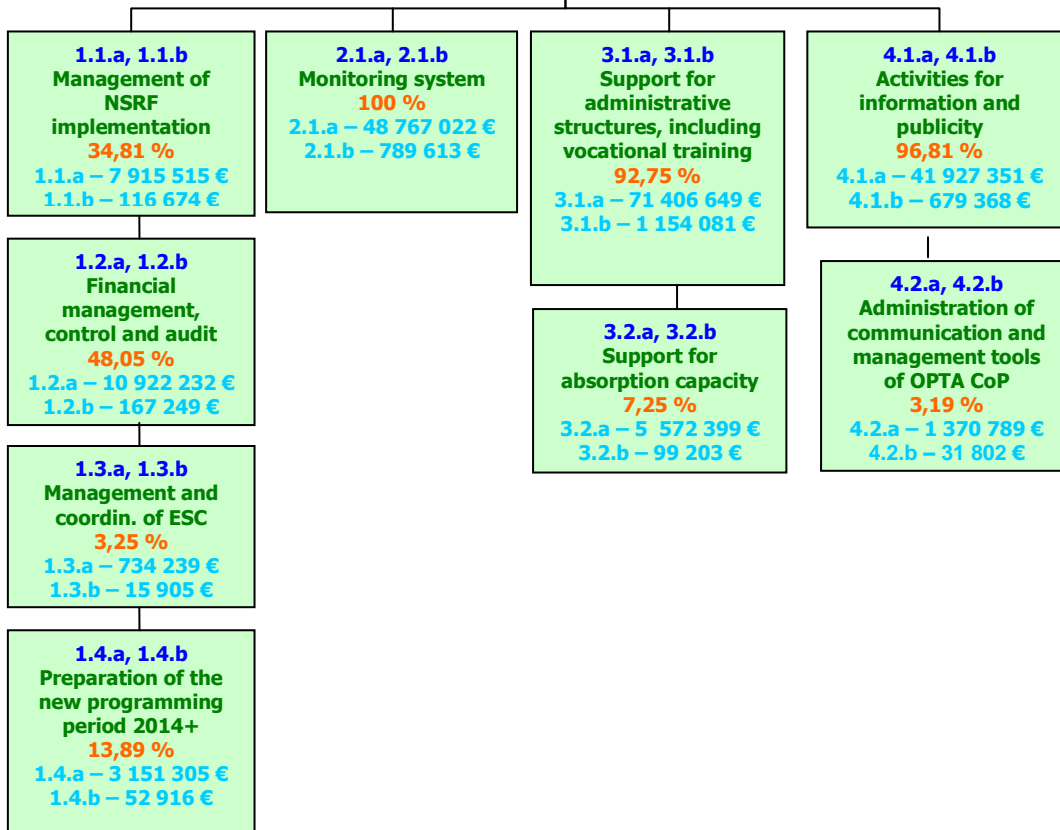 1.1.a, 1.1.b
Management of
NSRF
implementation
34,81 %
1.1.a – 7 915 515 €
1.1.b – 116 674 €
1.2.a, 1.2.b
Financial
management,
control and audit
48,05 %
1.2.a – 10 922 232 €
1.2.b – 167 249 €
1.3.a, 1.3.b
Management and
coordin. of ESC
3,25 %
1.3.a – 734 239 €
1.3.b – 15 905 €
1.4.a, 1.4.b
Preparation of the
new programming
period 2014+
13,89 %
1.4.a – 3 151 305 €
1.4.b – 52 916 €
2.1.a, 2.1.b
Monitoring system
100 %
2.1.a – 48 767 022 €
2.1.b – 789 613 €
3.1.a, 3.1.b
Support for
administrative
structures, including
vocational training
92,75 %
3.1.a – 71 406 649 €
3.1.b – 1 154 081 €
3.2.a, 3.2.b
Support for
absorption capacity
7,25 %
3.2.a – 5 572 399 €
3.2.b – 99 203 €
4.1.a, 4.1.b
Activities for
information and
publicity
96,81 %
4.1.a – 41 927 351 €
4.1.b – 679 368 €
4.2.a, 4.2.b
Administration of
communication and
management tools
of OPTA CoP
3,19 %
4.2.a – 1 370 789 €
4.2.b – 31 802 €